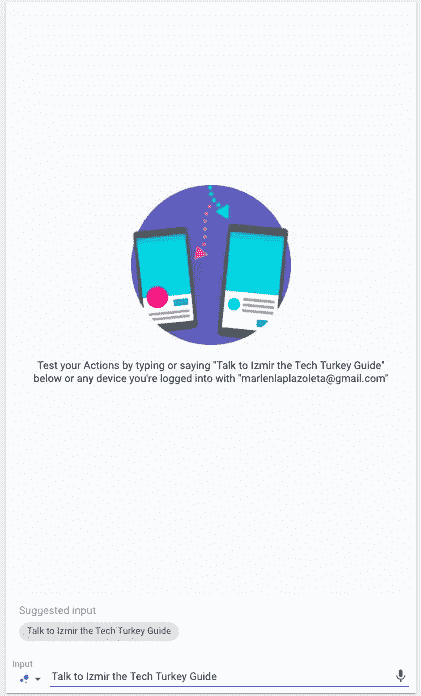 Test your Actions by typing or saying "Talk to Izmir the Tech Turkey Guide"
below or any device you're logged into with "marlenlaplazoleta@gmail.com"
Suggested input
Talk to Izmir the Tech Turkey Guide
Input
Talk to Izmir the Tech Turkey Guide